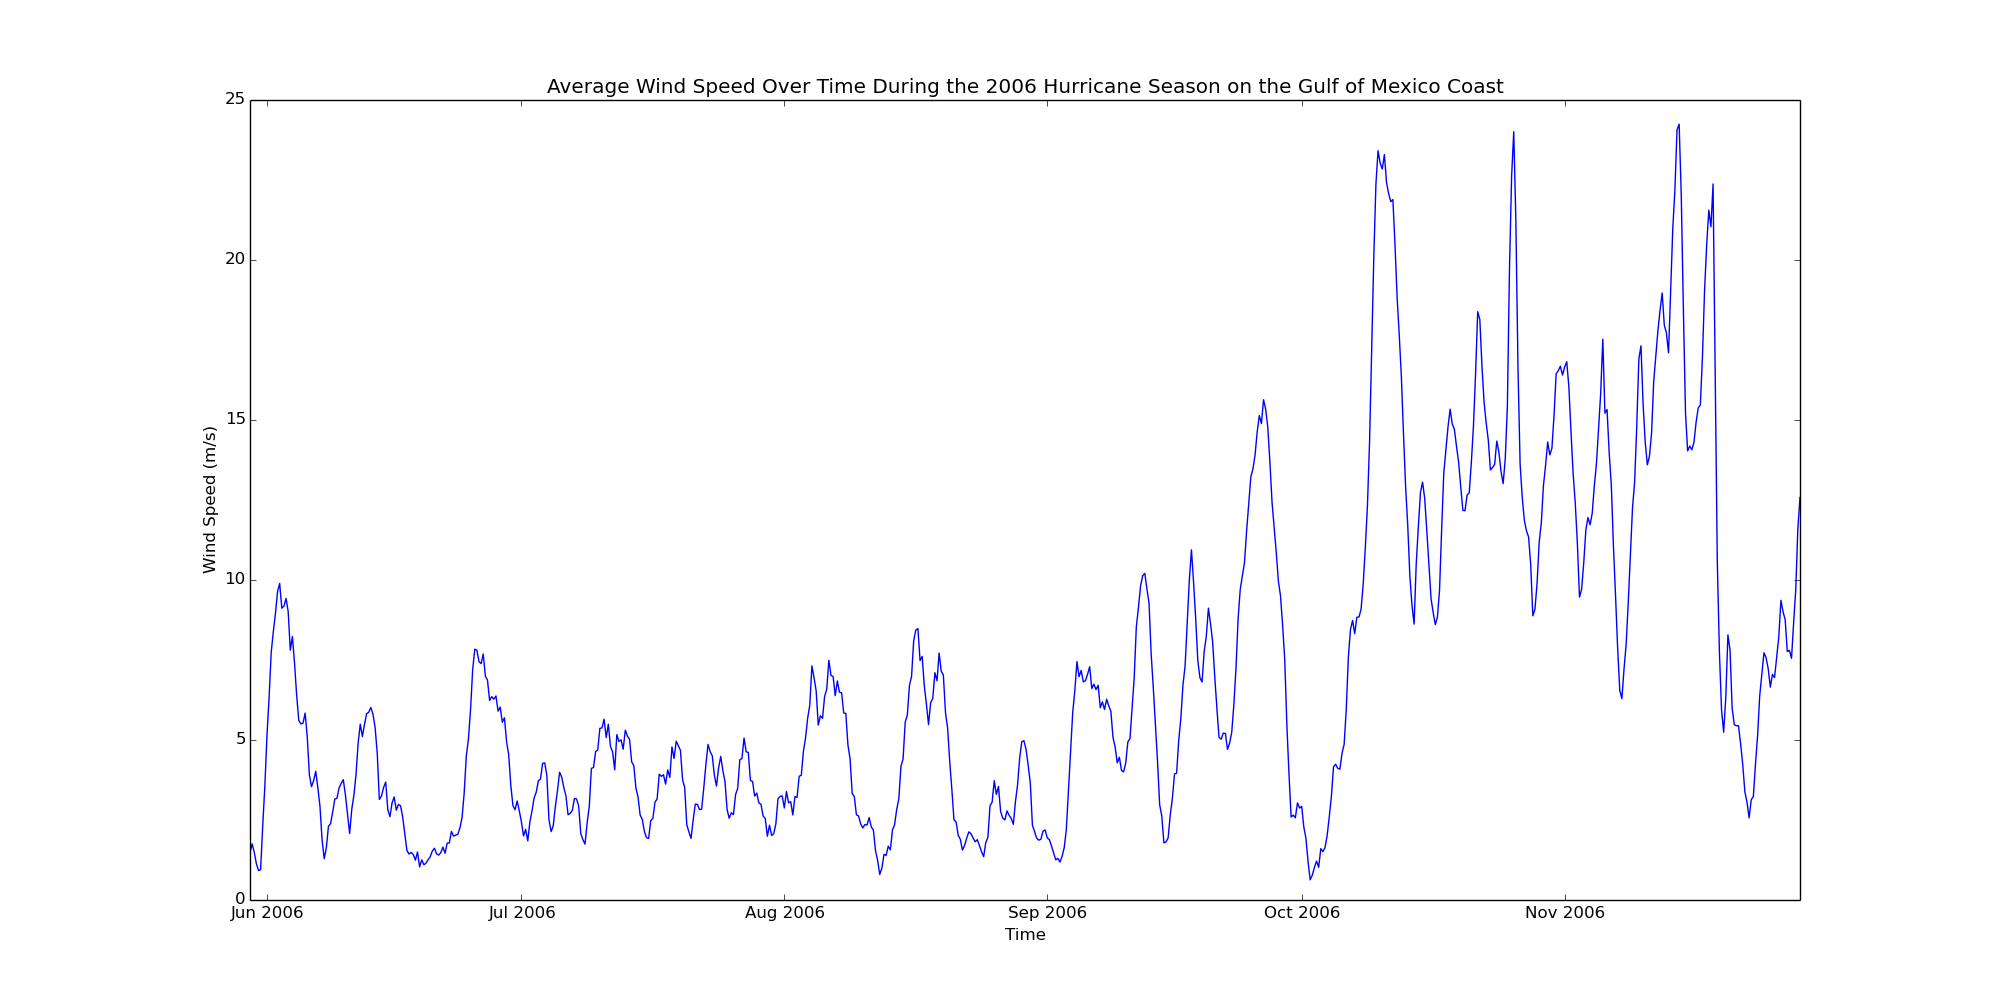 Average Wind Speed Over Time During the 2006 Hurricane Season on the Gulf of Mexico Coast
25
20
15
10
5
0
Wind Speed (m/s)
Jun 2006 Jul 2006 Aug 2006 Sep 2006 Oct 2006 Nov 2006
Time